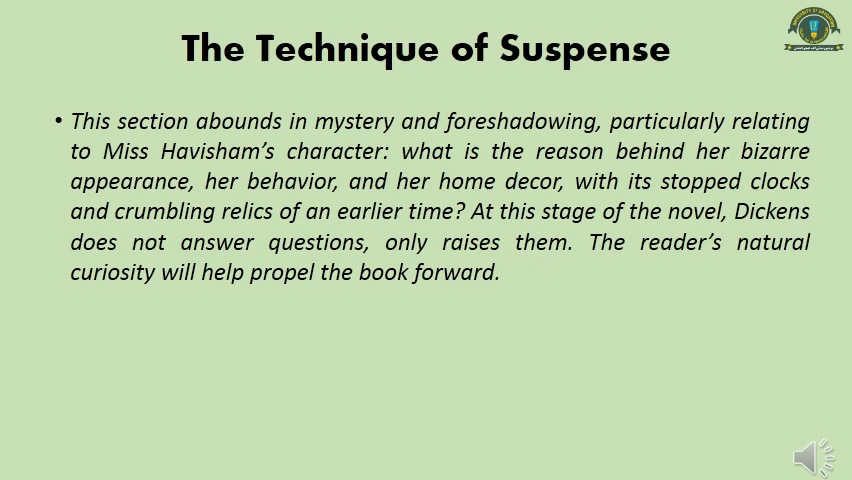 The Technique of Suspense
• This section abounds in mystery and foreshadowing, particularly relating
to Miss Havisham's character: what is the reason behind her bizarre
appearance, her behavior, and her home decor, with its stopped clocks
and crumbling relics of an earlier time? At this stage of the novel, Dickens
does not answer questions, only raises them. The reader's natural
curiosity will help propel the book forward.